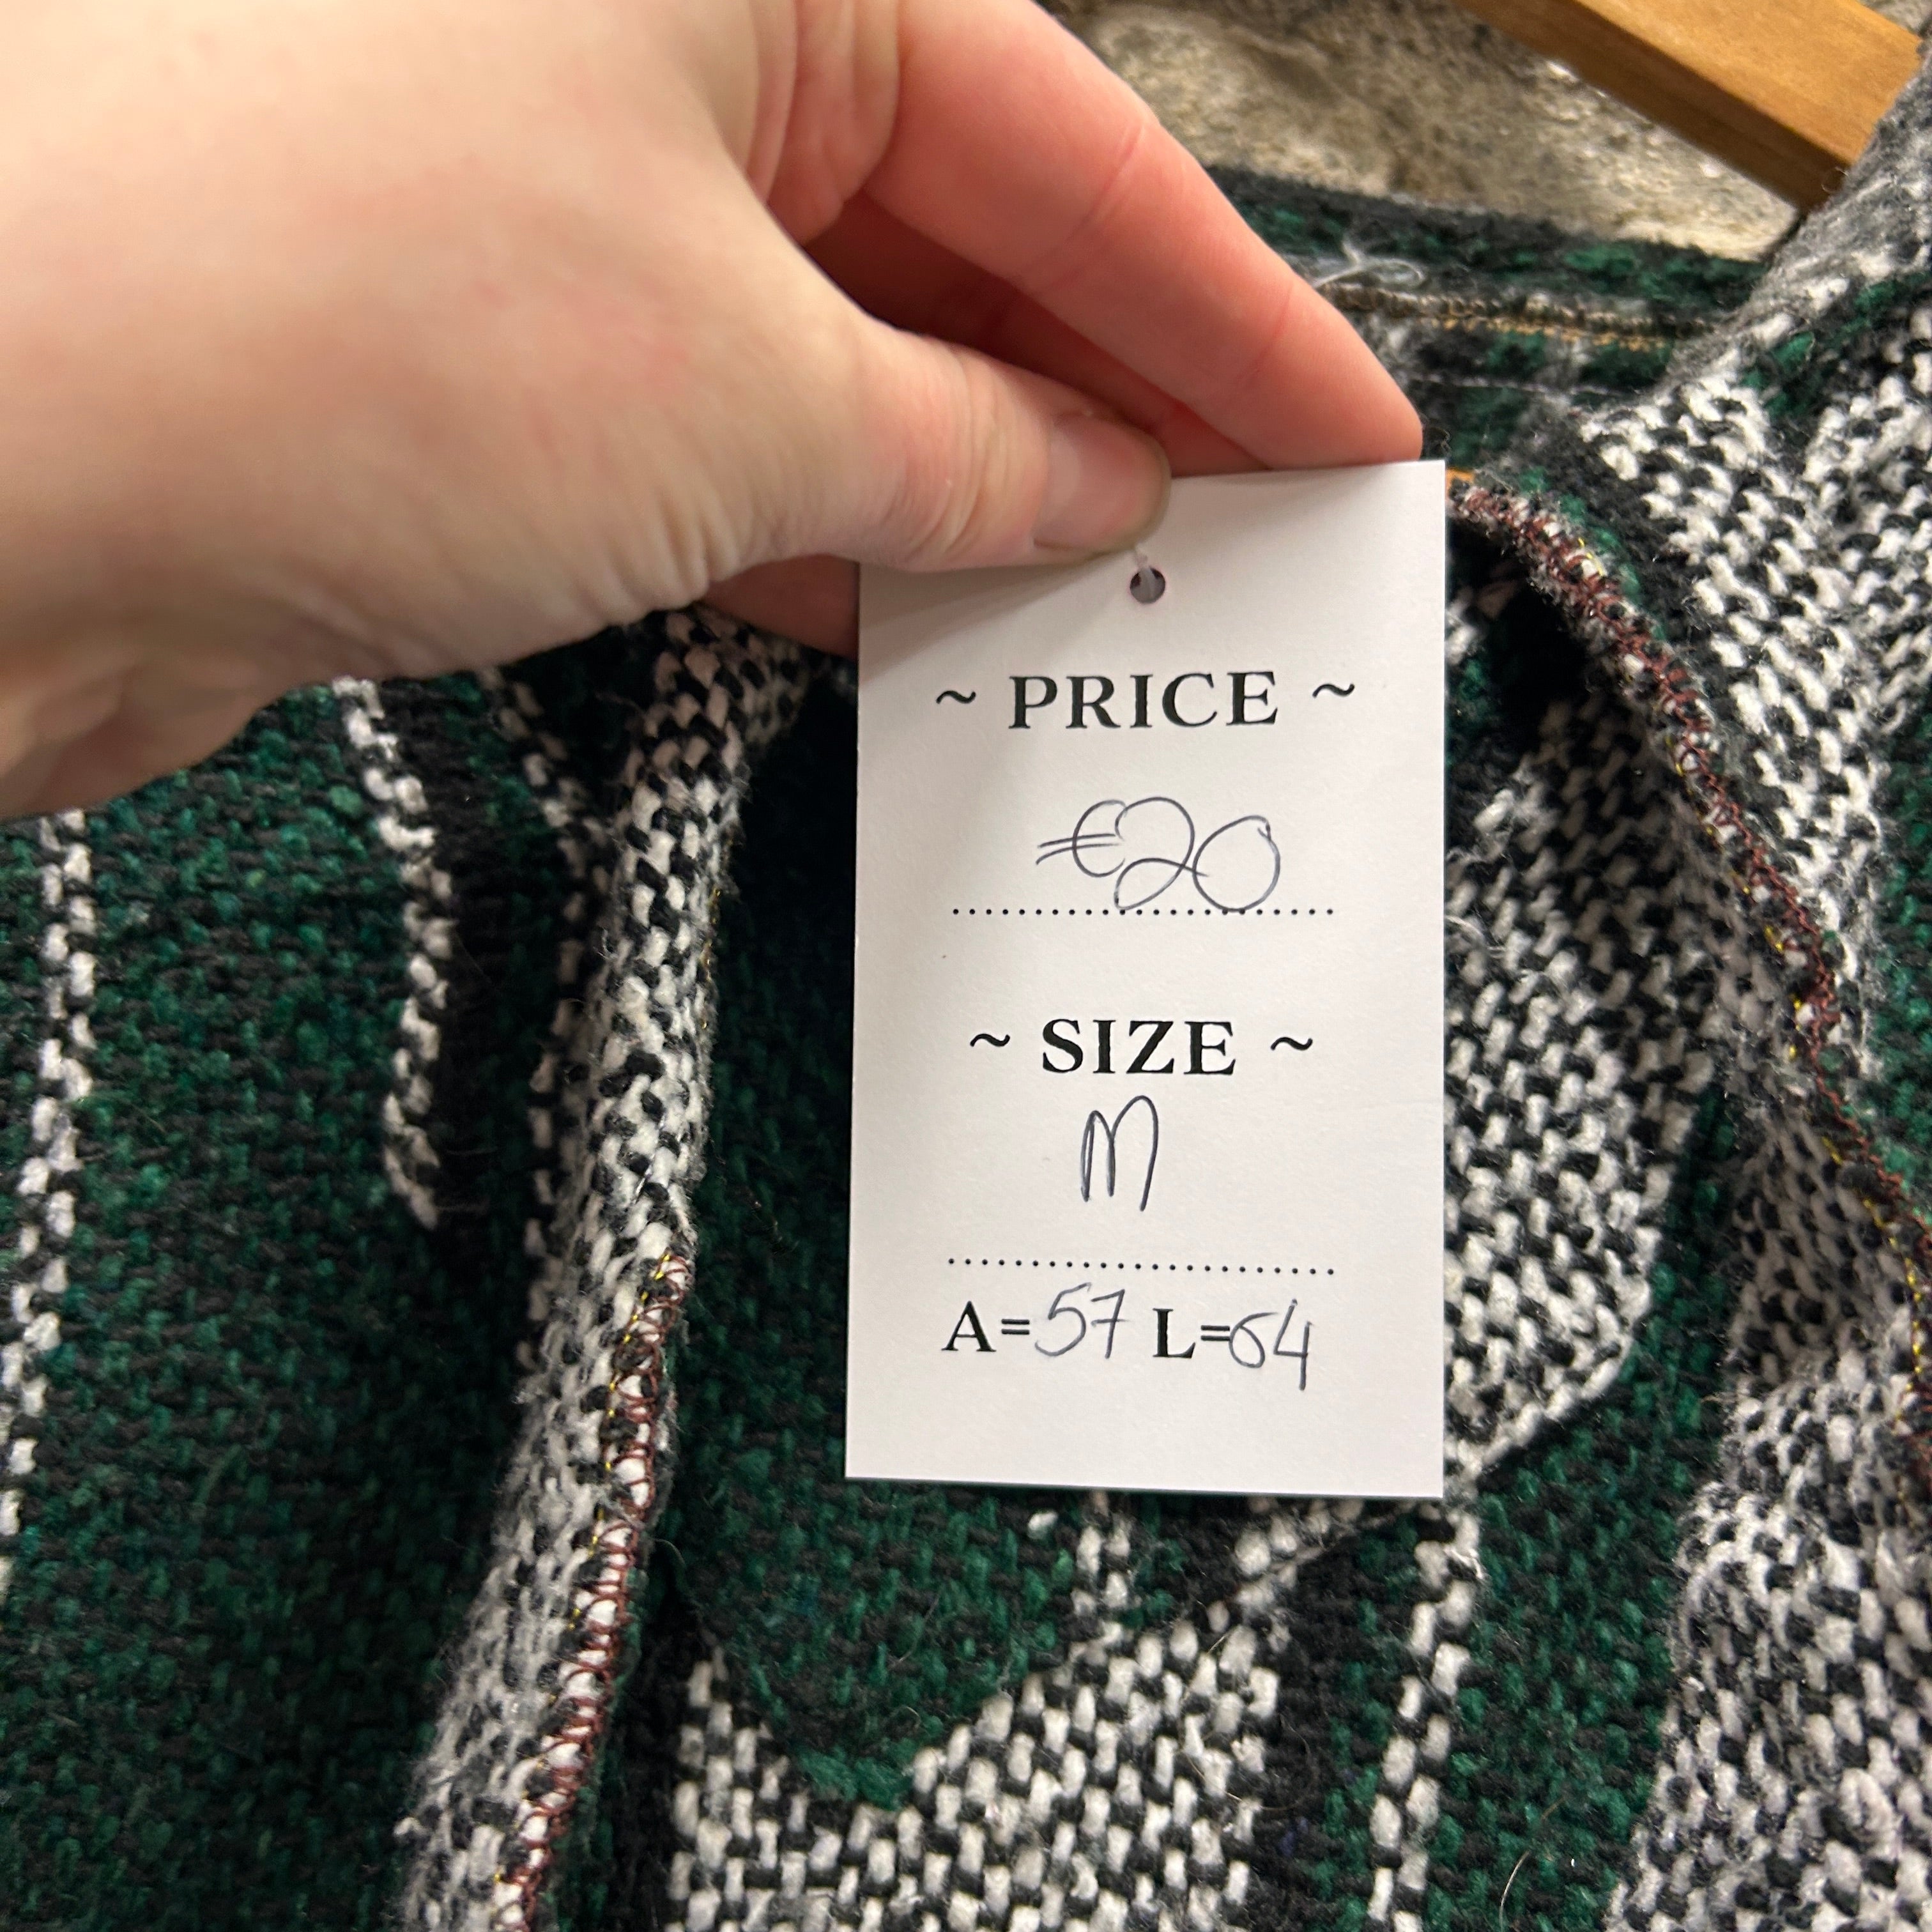 ~ PRICE ~
€20
~ SIZE ~
M
A=57 L=64